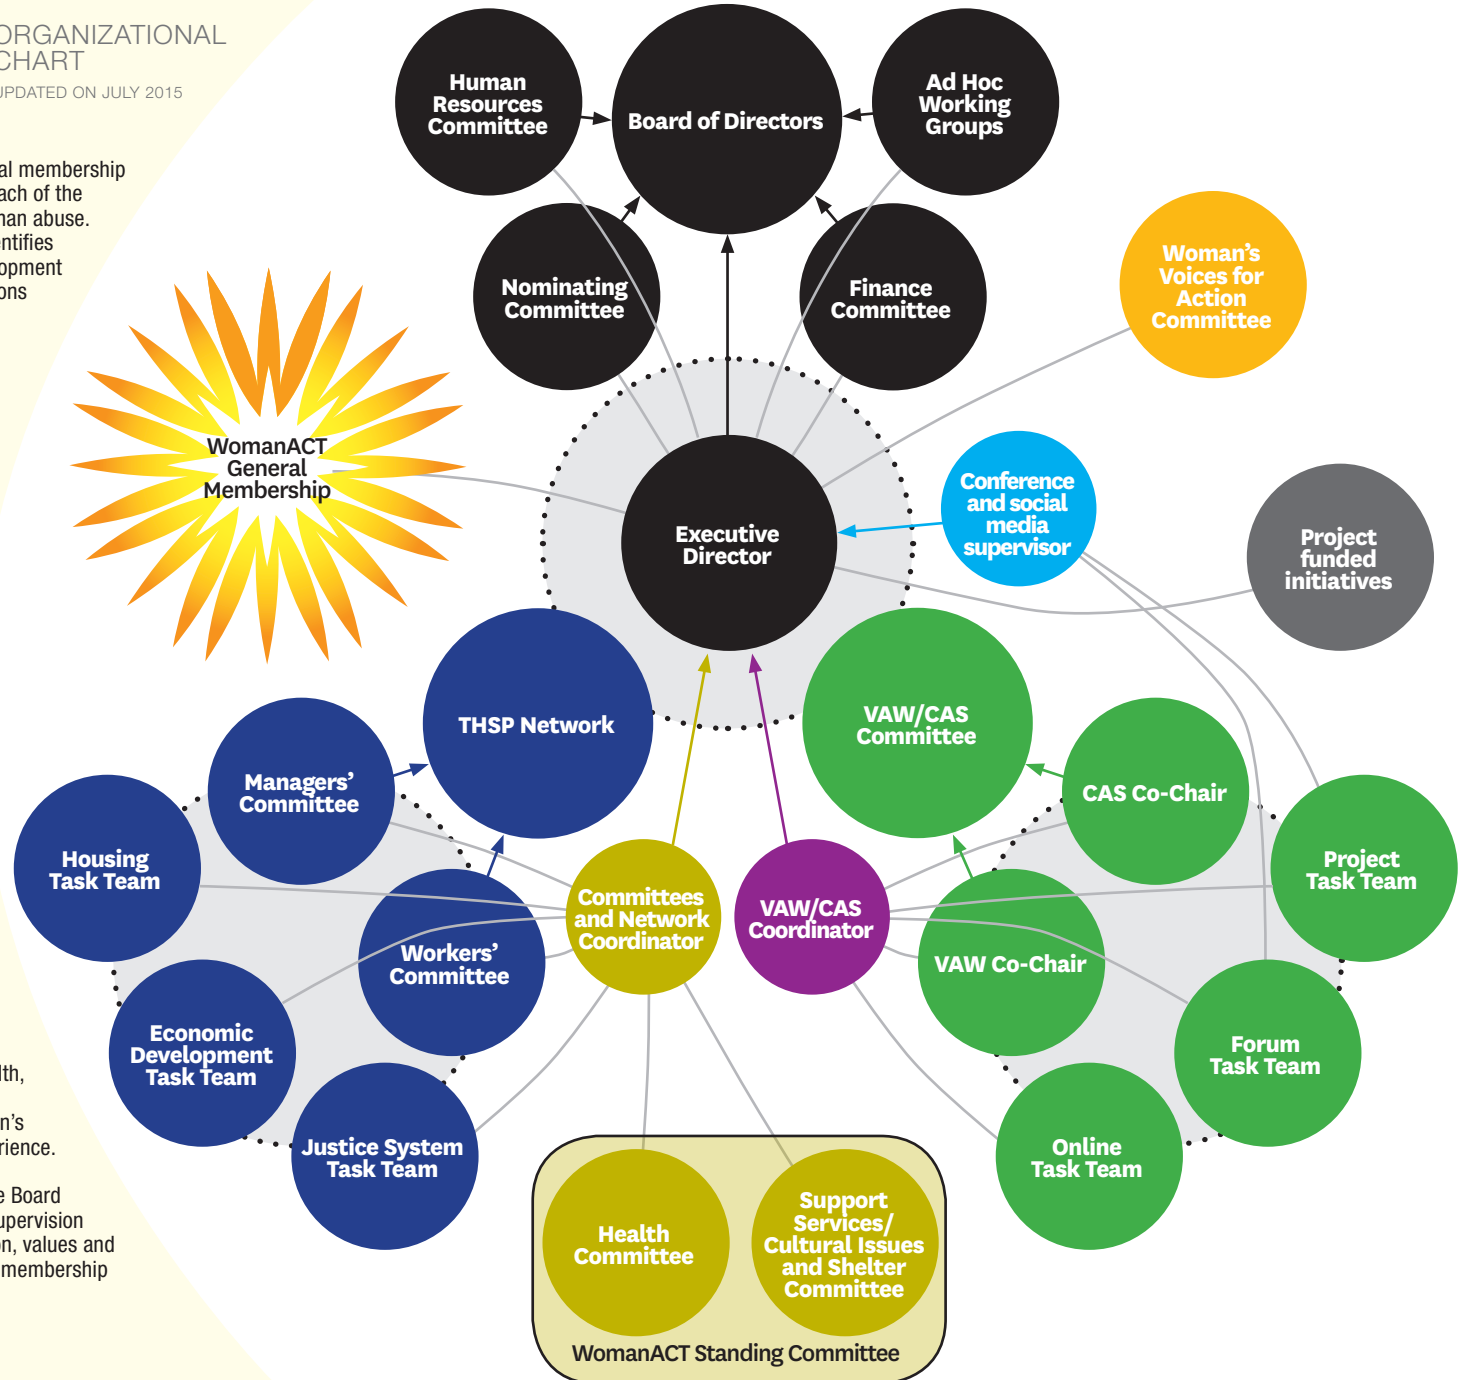 ORGANIZATIONAL
CHART
UPDATED ON JULY 2015
al membership
ach of the
nan abuse.
entifies
opment
ons
Human
Resources
Committee
Board of Directors
Ad Hoc
Working
Groups
Nominating
Committee
Finance
Committee
Woman’s
Voices for
Action
Committee
WomanACT
General
Membership
Executive
Director
Conference
and social
media
supervisor
Project
funded
initiatives
THSP Network
VAW/CAS
Committee
Managers’
Committee
CAS Co-Chair
Housing
Task Team
Project
Task Team
Committees
and Network
Coordinator
VAW/CAS
Coordinator
Workers’
Committee
VAW Co-Chair
Economic
Development
Task Team
Forum
Task Team
Justice System
Task Team
Online
Task Team
lth,
n’s
rience.
e Board
upervision
on, values and
membership
Health
Committee
Support
Services/
Cultural Issues
and Shelter
Committee
WomanACT Standing Committee